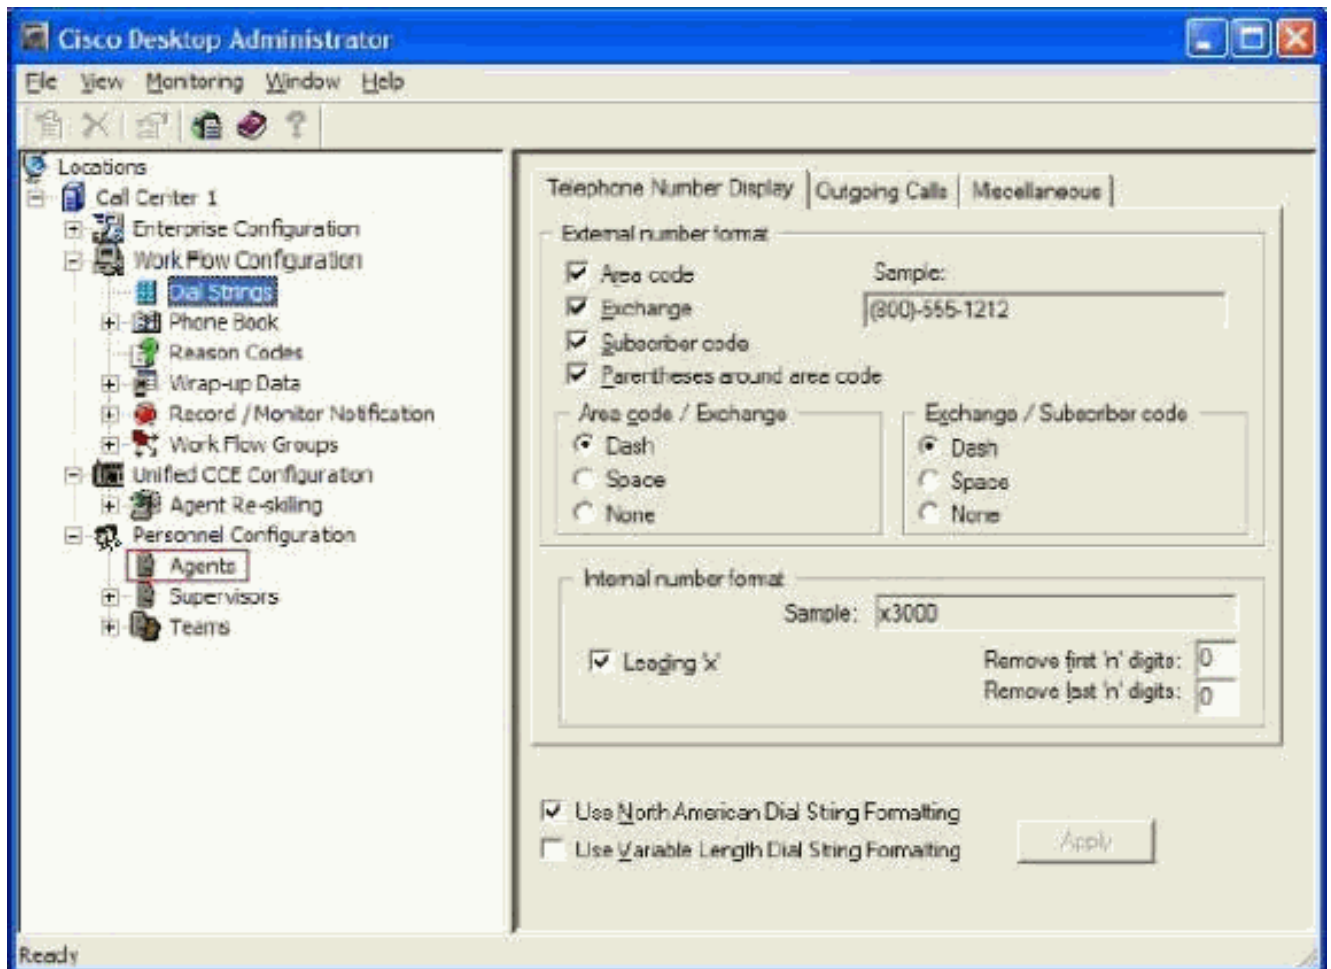 Cisco Desktop Administrator
File View Monitoring Window Help
Locations
Call Center 1
Enterprise Configuration
Work Flow Configuration
Dial Strings
Phone Book
Reason Codes
Wrap-up Data
Record / Monitor Notification
Work Flow Groups
Unified CCE Configuration
Agent Re-skilling
Personnel Configuration
Agents
Supervisors
Teams
Telephone Number Display Outgoing Calls Miscellaneous
External number format
Area code
Sample:
Exchange
(800)-555-1212
Subscriber code
Parentheses around area code
Area code / Exchange
Dash
Space
None
Exchange / Subscriber code
Dash
Space
None
Internal number format
Sample: x3000
Leading 'x'
Remove first 'n' digits: 0
Remove last 'n' digits: 0
Use North American Dial String Formatting
Use Variable Length Dial String Formatting
Apply
Ready